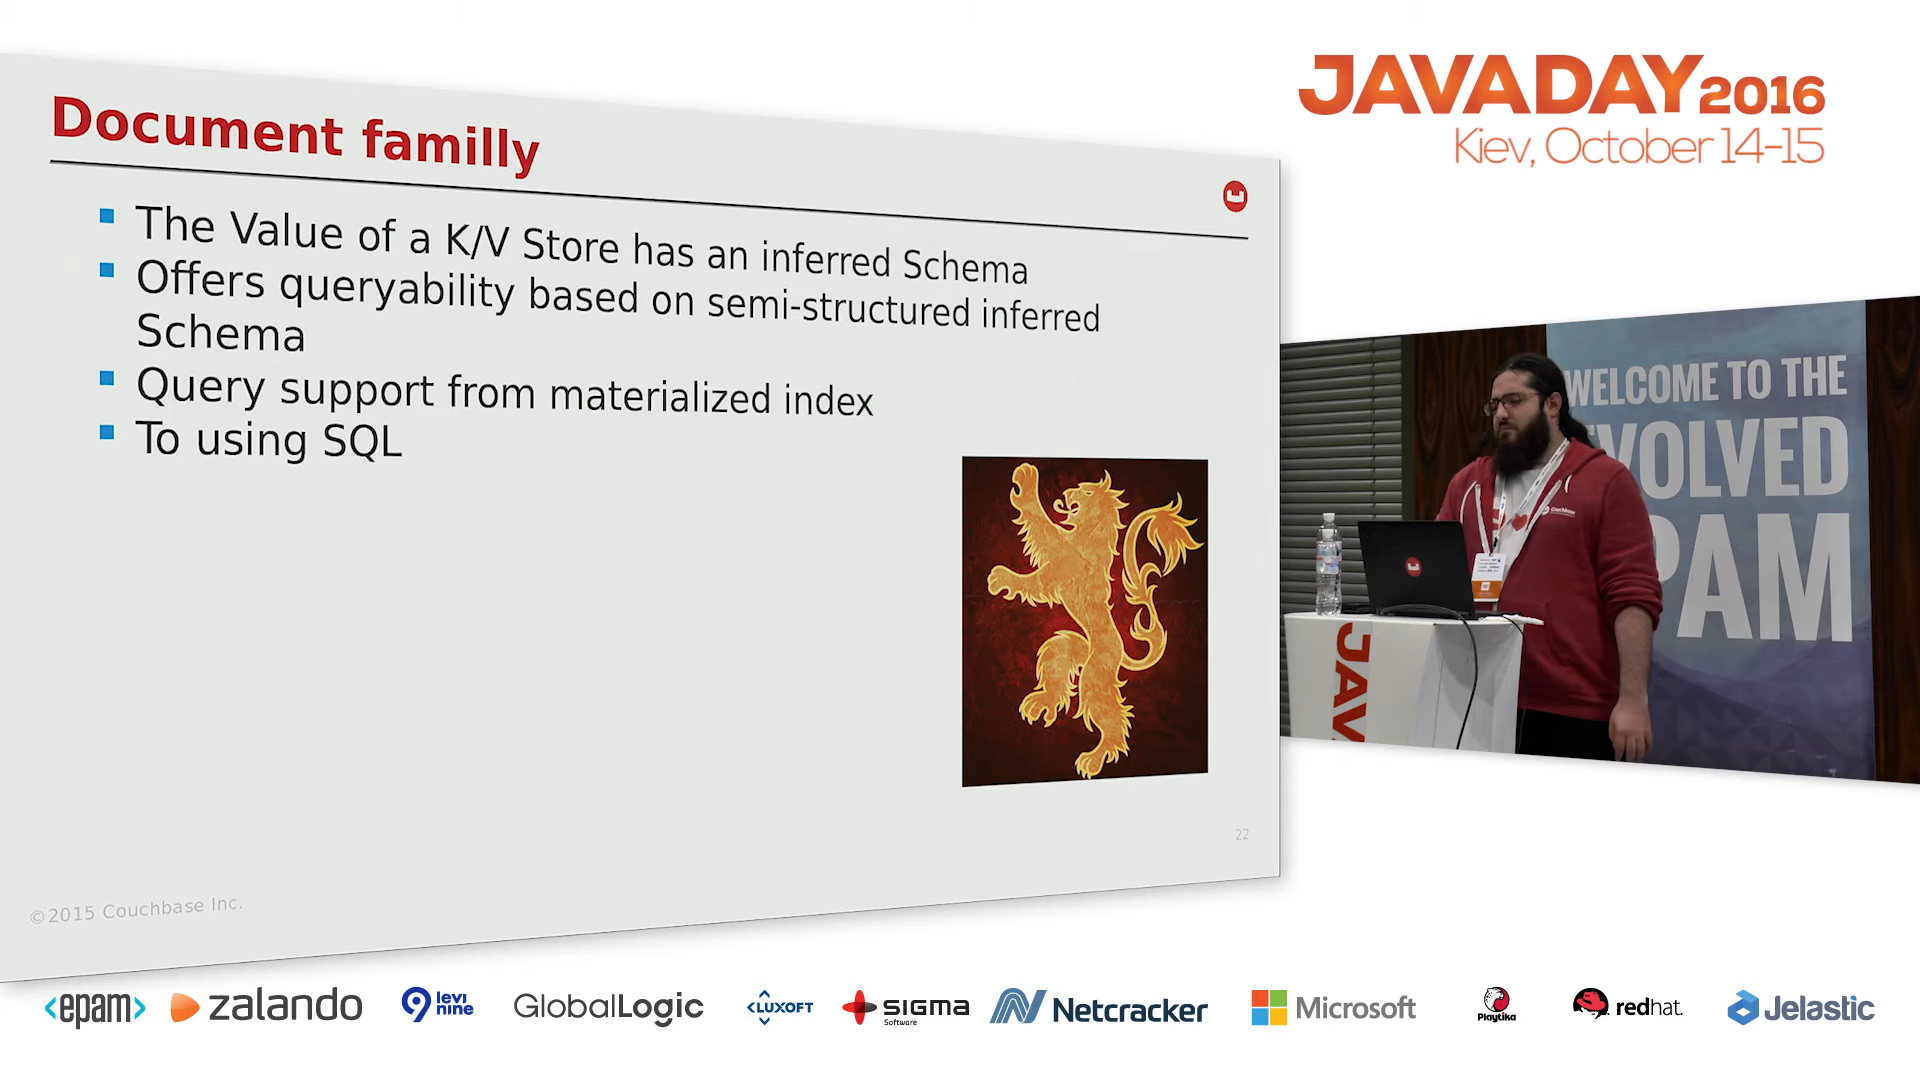 JAVADAY 2016
Kiev, October 14-15
Document familly
The Value of a K/V Store has an inferred Schema
Offers queryability based on semi-structured inferred
Schema
Query support from materialized index
To using SQL
22
©2015 Couchbase Inc.
WELCOME TO THE
VOLVED
PAM
JAV
<epam>
zalando
9 levi
nine
GlobalLogic
LUXOFT
SIGMA
Software
Netcracker
Microsoft
Playtika
redhat.
Jelastic